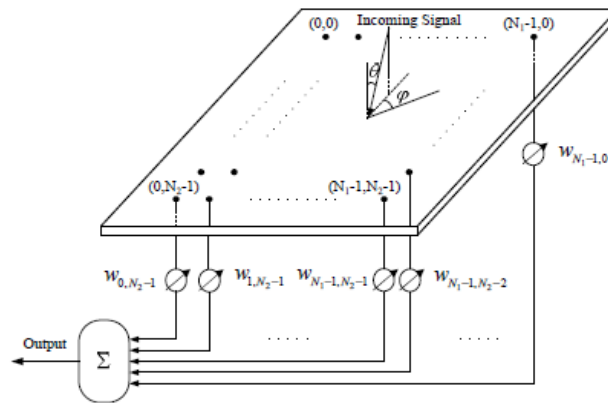 Incoming Signal
(0,0)
(N₁-1,0)
θ
φ
w_{N₁-1,0}
(0,N₂-1)
(N₁-1,N₂-1)
w_{0,N₂-1}
w_{1,N₂-1}
w_{N₁-1,N₂-1}
w_{N₁-1,N₂-2}
Output
Σ